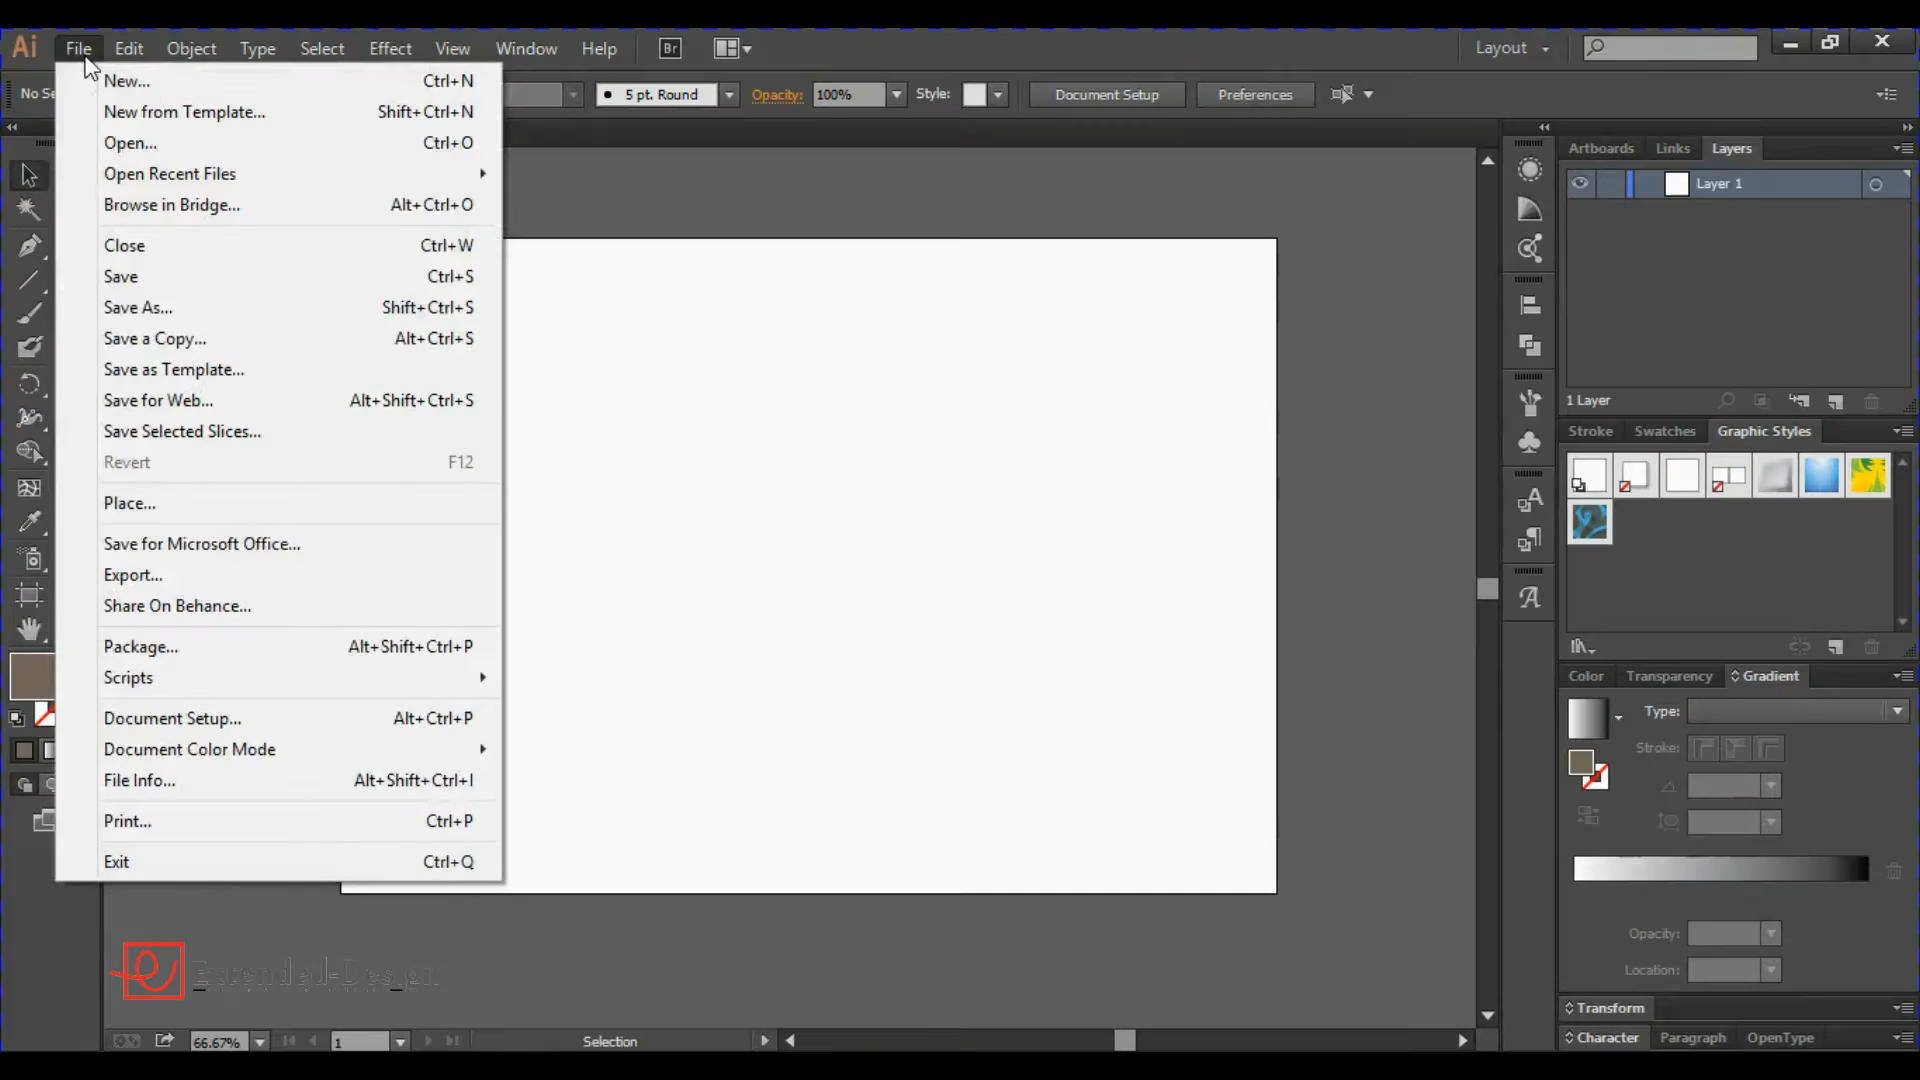 Ai File Edit Object Type Select Effect View Window Help Br Layout
5 pt. Round Opacity: 100% Style: Document Setup Preferences
New... Ctrl+N
New from Template... Shift+Ctrl+N
Open... Ctrl+O
Open Recent Files
Browse in Bridge... Alt+Ctrl+O
Close Ctrl+W
Save Ctrl+S
Save As... Shift+Ctrl+S
Save a Copy... Alt+Ctrl+S
Save as Template...
Save for Web... Alt+Shift+Ctrl+S
Save Selected Slices...
Revert F12
Place...
Save for Microsoft Office...
Export...
Share On Behance...
Package... Alt+Shift+Ctrl+P
Scripts
Document Setup... Alt+Ctrl+P
Document Color Mode
File Info... Alt+Shift+Ctrl+I
Print... Ctrl+P
Exit Ctrl+Q
Artboards Links Layers
Layer 1
1 Layer
Stroke Swatches Graphic Styles
Color Transparency Gradient
Type:
Stroke:
Opacity:
Location:
Transform
Character Paragraph OpenType
Extended-Design
66.67% 1 Selection